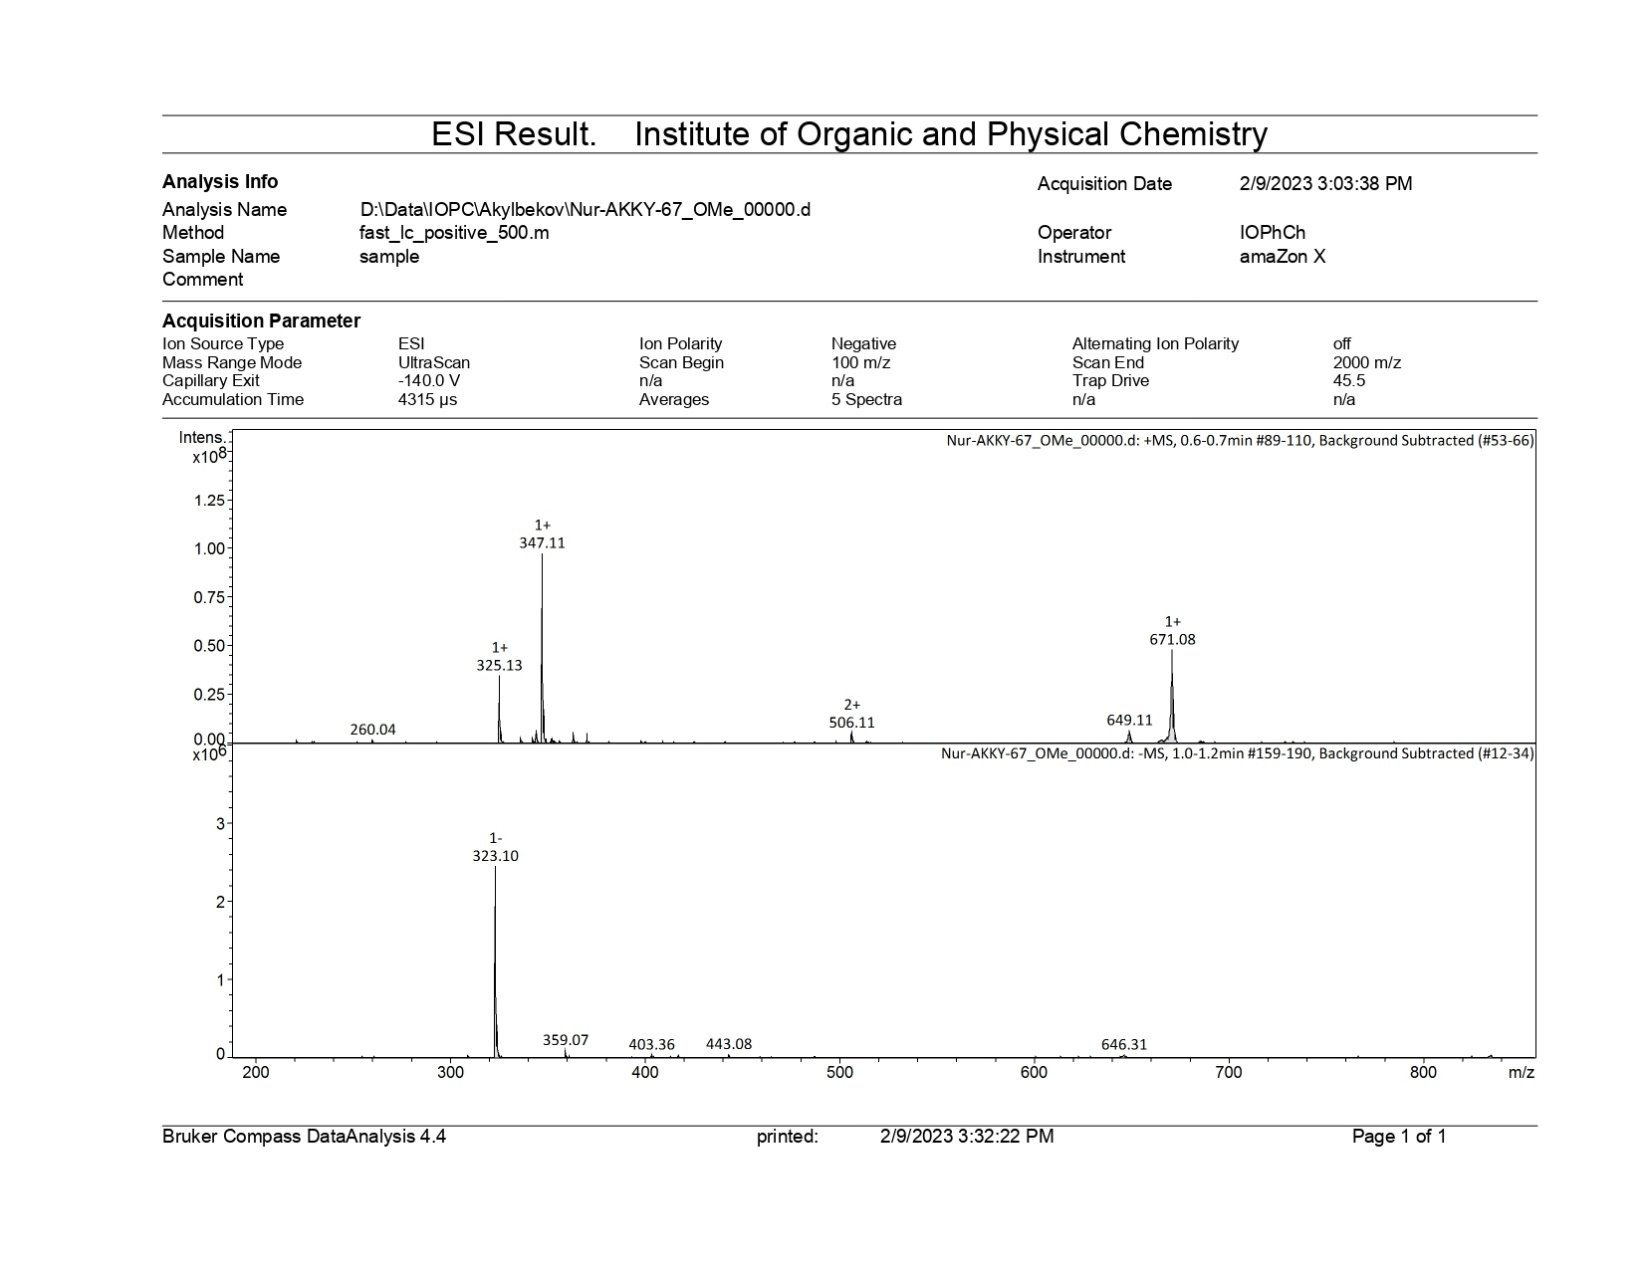 ESI Result. Institute of Organic and Physical Chemistry
Analysis Info
Acquisition Date 2/9/2023 3:03:38 PM
Analysis Name D:\Data\IOPC\Akylbekov\Nur-AKKY-67_OMe_00000.d
Method fast_lc_positive_500.m Operator IOPhCh
Sample Name sample Instrument amaZon X
Comment
Acquisition Parameter
Ion Source Type ESI Ion Polarity Negative Alternating Ion Polarity off
Mass Range Mode UltraScan Scan Begin 100 m/z Scan End 2000 m/z
Capillary Exit -140.0 V n/a n/a Trap Drive 45.5
Accumulation Time 4315 µs Averages 5 Spectra n/a n/a
Intens. Nur-AKKY-67_OMe_00000.d: +MS, 0.6-0.7min #89-110, Background Subtracted (#53-66)
x10⁸
1.25
1+
347.11
1.00
0.75
1+
671.08
0.50
1+
325.13
0.25
2+
506.11
649.11
260.04
0.00
x10⁶ Nur-AKKY-67_OMe_00000.d: -MS, 1.0-1.2min #159-190, Background Subtracted (#12-34)
3
1-
323.10
2
1
359.07 403.36 443.08 646.31
0
200 300 400 500 600 700 800 m/z
Bruker Compass DataAnalysis 4.4 printed: 2/9/2023 3:32:22 PM Page 1 of 1